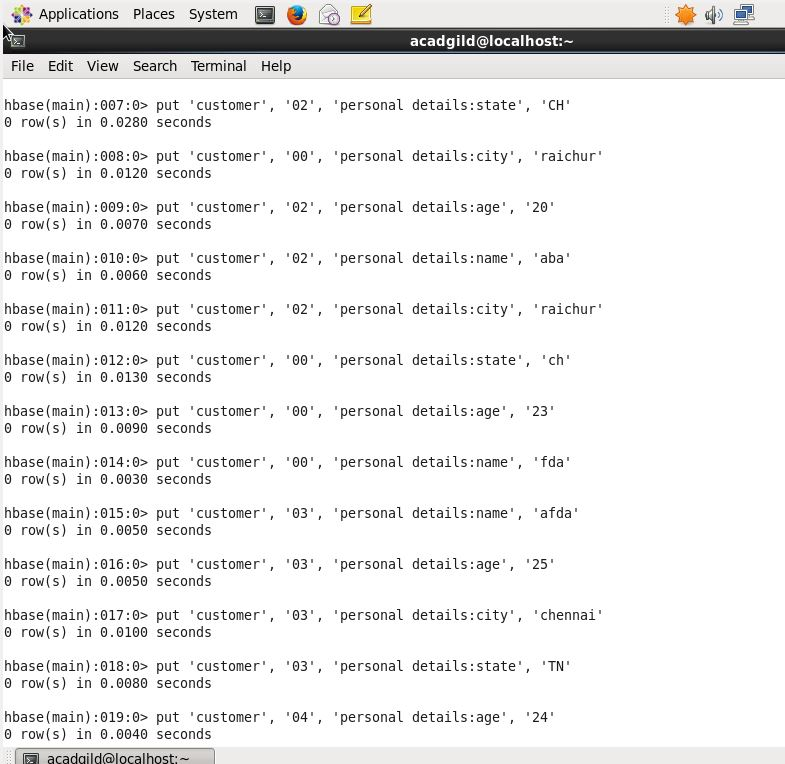 Applications Places System
acadgild@localhost:~
File Edit View Search Terminal Help
hbase(main):007:0> put 'customer', '02', 'personal details:state', 'CH'
0 row(s) in 0.0280 seconds
hbase(main):008:0> put 'customer', '00', 'personal details:city', 'raichur'
0 row(s) in 0.0120 seconds
hbase(main):009:0> put 'customer', '02', 'personal details:age', '20'
0 row(s) in 0.0070 seconds
hbase(main):010:0> put 'customer', '02', 'personal details:name', 'aba'
0 row(s) in 0.0060 seconds
hbase(main):011:0> put 'customer', '02', 'personal details:city', 'raichur'
0 row(s) in 0.0120 seconds
hbase(main):012:0> put 'customer', '00', 'personal details:state', 'ch'
0 row(s) in 0.0130 seconds
hbase(main):013:0> put 'customer', '00', 'personal details:age', '23'
0 row(s) in 0.0090 seconds
hbase(main):014:0> put 'customer', '00', 'personal details:name', 'fda'
0 row(s) in 0.0030 seconds
hbase(main):015:0> put 'customer', '03', 'personal details:name', 'afda'
0 row(s) in 0.0050 seconds
hbase(main):016:0> put 'customer', '03', 'personal details:age', '25'
0 row(s) in 0.0050 seconds
hbase(main):017:0> put 'customer', '03', 'personal details:city', 'chennai'
0 row(s) in 0.0100 seconds
hbase(main):018:0> put 'customer', '03', 'personal details:state', 'TN'
0 row(s) in 0.0080 seconds
hbase(main):019:0> put 'customer', '04', 'personal details:age', '24'
0 row(s) in 0.0040 seconds
acadgild@localhost:~